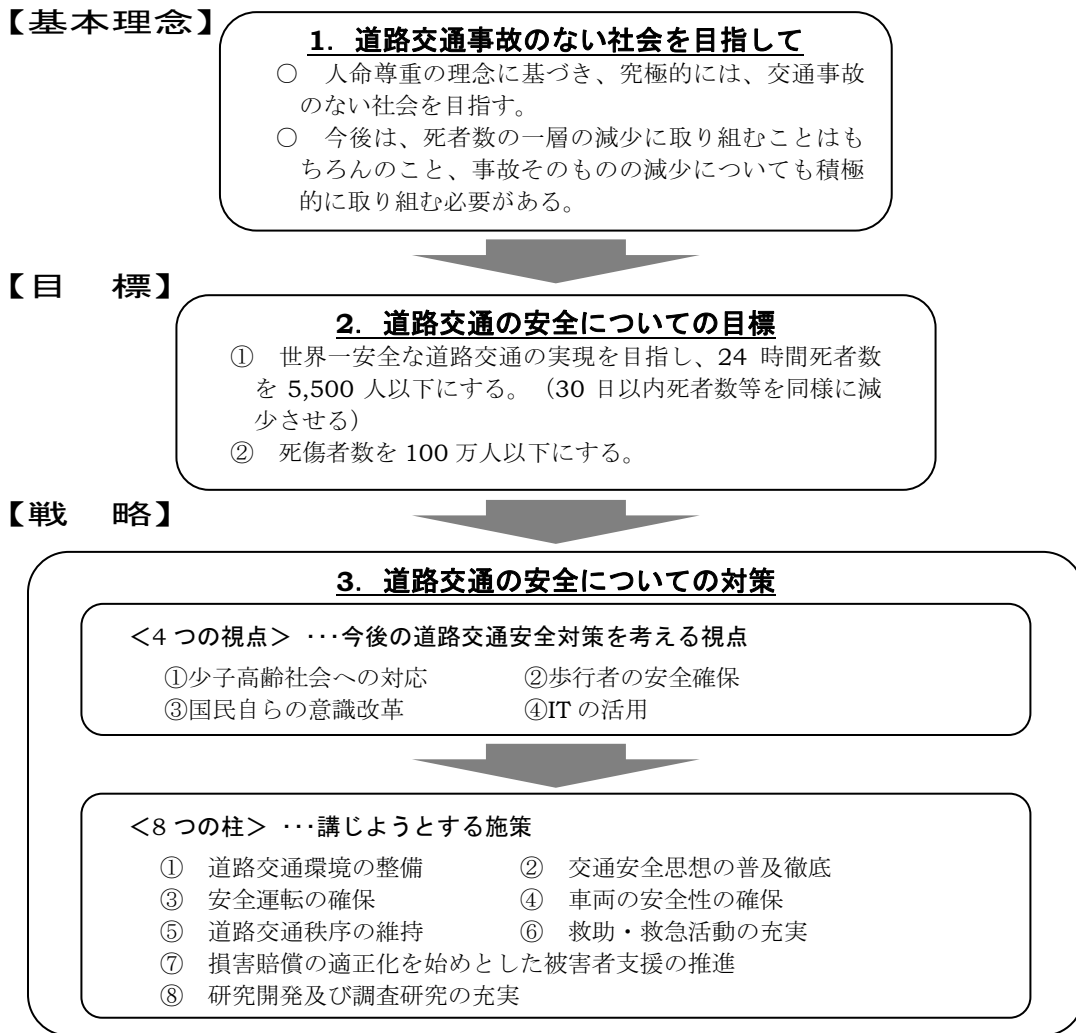 【基本理念】
1. 道路交通事故のない社会を目指して
○ 人命尊重の理念に基づき、究極的には、交通事故
のない社会を目指す。
○ 今後は、死者数の一層の減少に取り組むことはも
ちろんのこと、事故そのものの減少についても積極
的に取り組む必要がある。
【目 標】
2. 道路交通の安全についての目標
① 世界一安全な道路交通の実現を目指し、24 時間死者数
を 5,500 人以下にする。（30 日以内死者数等を同様に減
少させる）
② 死傷者数を 100 万人以下にする。
【戦 略】
3. 道路交通の安全についての対策
＜4 つの視点＞ ･･･今後の道路交通安全対策を考える視点
①少子高齢社会への対応 ②歩行者の安全確保
③国民自らの意識改革 ④IT の活用
＜8 つの柱＞ ･･･講じようとする施策
① 道路交通環境の整備 ② 交通安全思想の普及徹底
③ 安全運転の確保 ④ 車両の安全性の確保
⑤ 道路交通秩序の維持 ⑥ 救助・救急活動の充実
⑦ 損害賠償の適正化を始めとした被害者支援の推進
⑧ 研究開発及び調査研究の充実